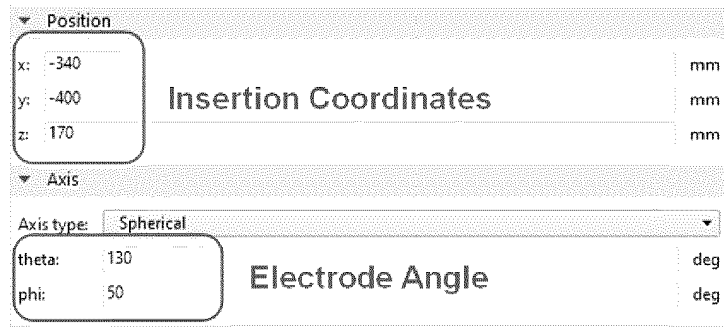 Position
x: -340 mm
y: -400 Insertion Coordinates mm
z: 170 mm
Axis
Axis type: Spherical
theta: 130 deg
Electrode Angle
phi: 50 deg